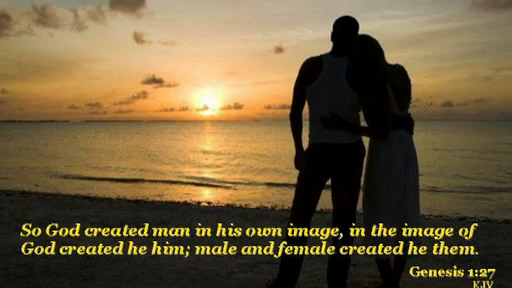 So God created man in his own image, in the image of
God created he him; male and female created he them.
Genesis 1:27
KJV